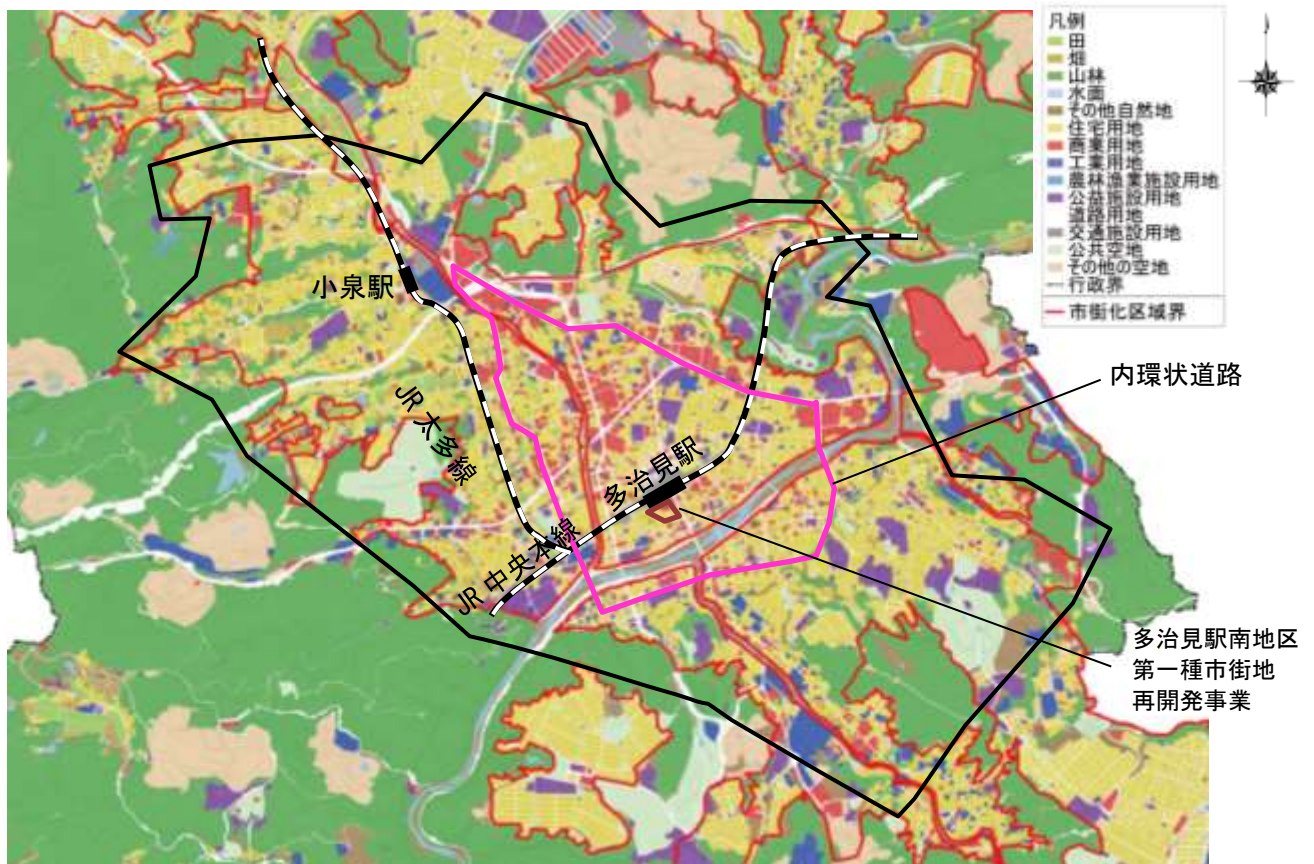 凡例
田
畑
山林
水面
その他自然地
住宅用地
商業用地
工業用地
農林漁業施設用地
公益施設用地
道路用地
交通施設用地
公共空地
その他の空地
行政界
市街化区域界
小泉駅
内環状道路
JR太多線
多治見駅
JR中央本線
多治見駅南地区
第一種市街地
再開発事業